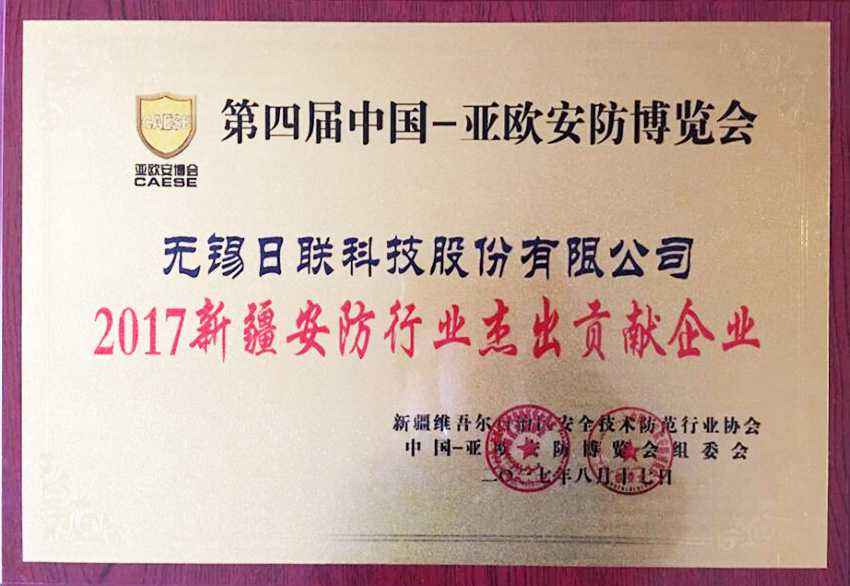 CAESE
第四届中国-亚欧安防博览会
亚欧安博会
CAESE
无锡日联科技股份有限公司
2017新疆安防行业杰出贡献企业
新疆维吾尔自治区安全技术防范行业协会
中国-亚欧安防博览会组委会
二〇一七年八月十七日